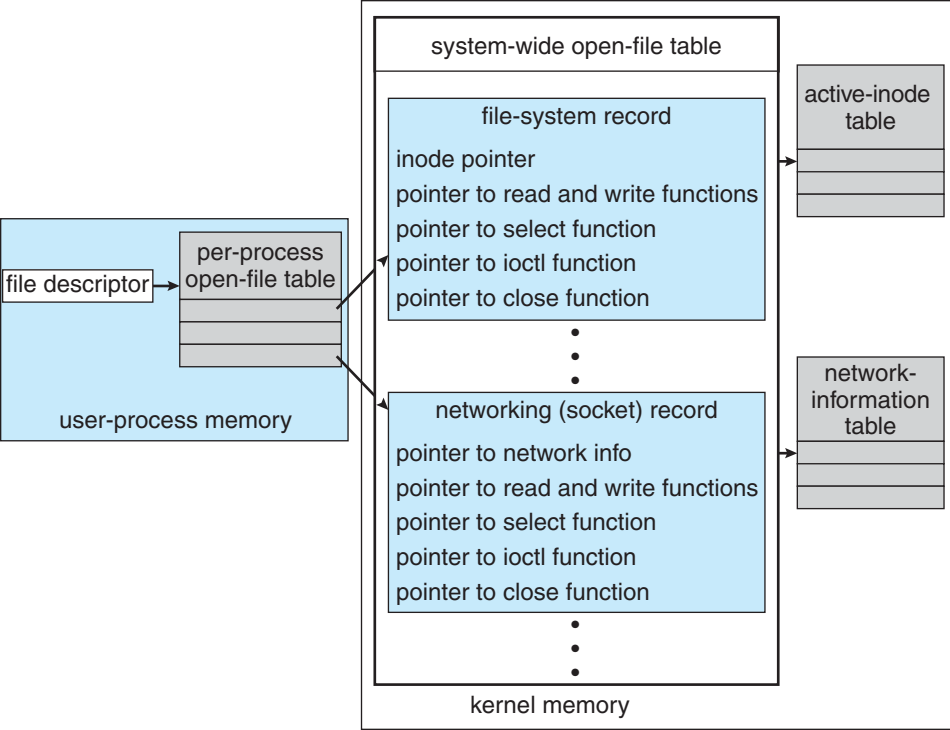 system-wide open-file table
file-system record
inode pointer
pointer to read and write functions
pointer to select function
pointer to ioctl function
pointer to close function
active-inode
table
file descriptor
per-process
open-file table
user-process memory
networking (socket) record
pointer to network info
pointer to read and write functions
pointer to select function
pointer to ioctl function
pointer to close function
network-
information
table
kernel memory